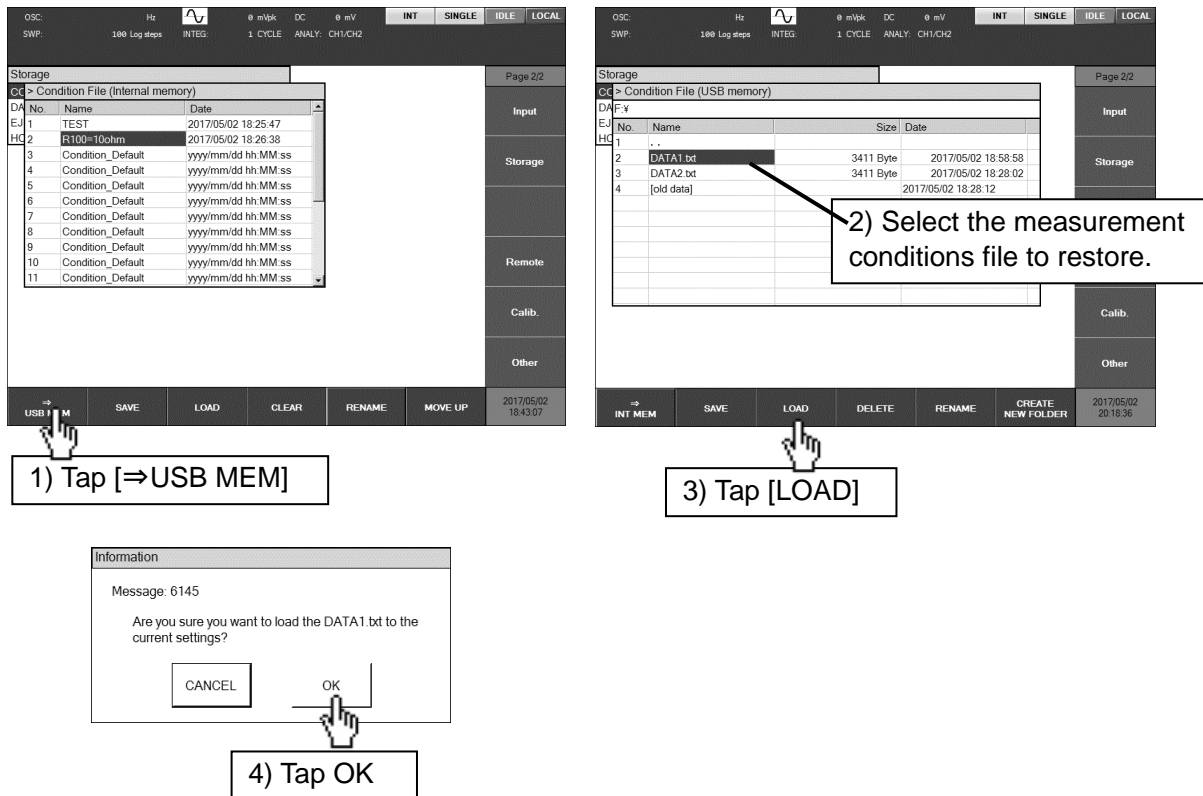 OSC: Hz 0 mVpk DC 0 mV INT SINGLE IDLE LOCAL
SWP: 100 Log steps INTEG: 1 CYCLE ANALY: CH1/CH2
Storage Page 2/2
CO > Condition File (Internal memory)
DA No. Name Date Input
EJ 1 TEST 2017/05/02 18:25:47
HO 2 R100=10ohm 2017/05/02 18:26:38
3 Condition_Default yyyy/mm/dd hh:MM:ss Storage
4 Condition_Default yyyy/mm/dd hh:MM:ss
5 Condition_Default yyyy/mm/dd hh:MM:ss
6 Condition_Default yyyy/mm/dd hh:MM:ss
7 Condition_Default yyyy/mm/dd hh:MM:ss
8 Condition_Default yyyy/mm/dd hh:MM:ss
9 Condition_Default yyyy/mm/dd hh:MM:ss
10 Condition_Default yyyy/mm/dd hh:MM:ss Remote
11 Condition_Default yyyy/mm/dd hh:MM:ss
Calib.
Other
⇒
USB M M SAVE LOAD CLEAR RENAME MOVE UP 2017/05/02
18:43:07
1) Tap [⇒USB MEM]
OSC: Hz 0 mVpk DC 0 mV INT SINGLE IDLE LOCAL
SWP: 100 Log steps INTEG: 1 CYCLE ANALY: CH1/CH2
Storage Page 2/2
CO > Condition File (USB memory)
DA F:¥ Input
EJ No. Name Size Date
HO 1 . .
2 DATA1.txt 3411 Byte 2017/05/02 18:58:58 Storage
3 DATA2.txt 3411 Byte 2017/05/02 18:28:02
4 [old data] 2017/05/02 18:28:12
2) Select the measurement
conditions file to restore.
Calib.
Other
⇒
INT MEM SAVE LOAD DELETE RENAME CREATE
NEW FOLDER 2017/05/02
20:18:36
3) Tap [LOAD]
Information
Message: 6145
Are you sure you want to load the DATA1.txt to the
current settings?
CANCEL OK
4) Tap OK